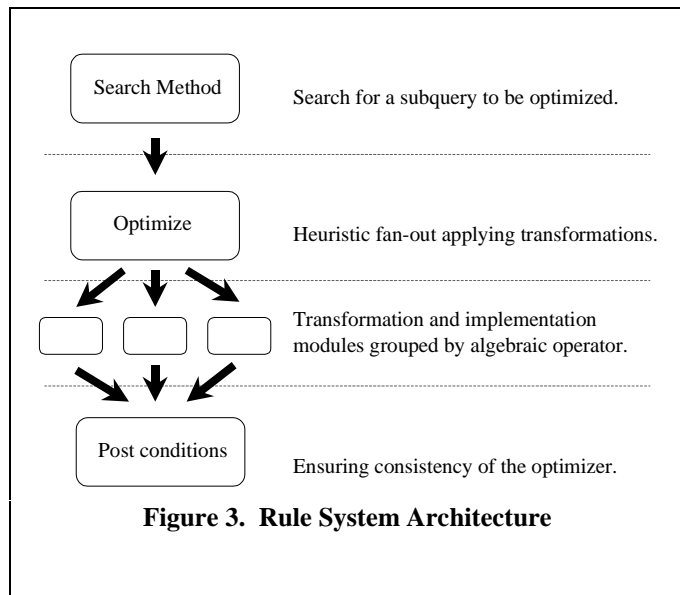 Search Method
Search for a subquery to be optimized.
Optimize
Heuristic fan-out applying transformations.
Transformation and implementation
modules grouped by algebraic operator.
Post conditions
Ensuring consistency of the optimizer.
Figure 3. Rule System Architecture